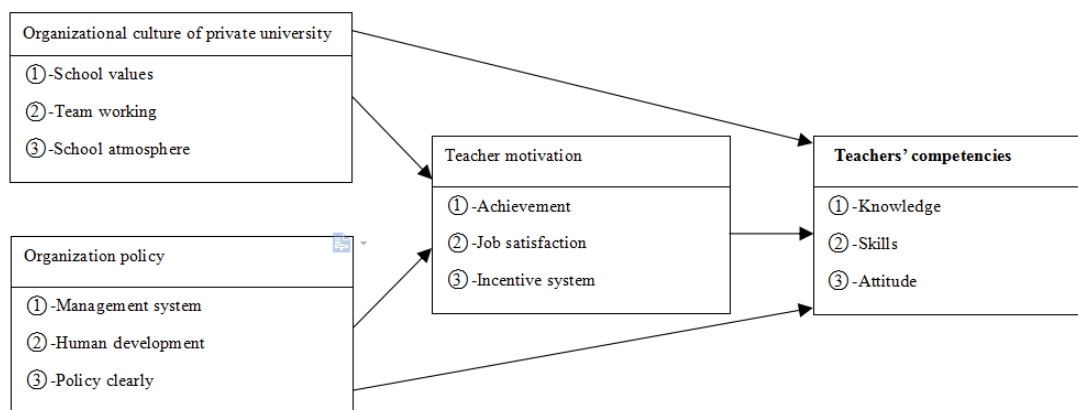 Organizational culture of private university
①-School values
②-Team working
③-School atmosphere
Teacher motivation
①-Achievement
②-Job satisfaction
③-Incentive system
Teachers' competencies
①-Knowledge
②-Skills
③-Attitude
Organization policy
①-Management system
②-Human development
③-Policy clearly